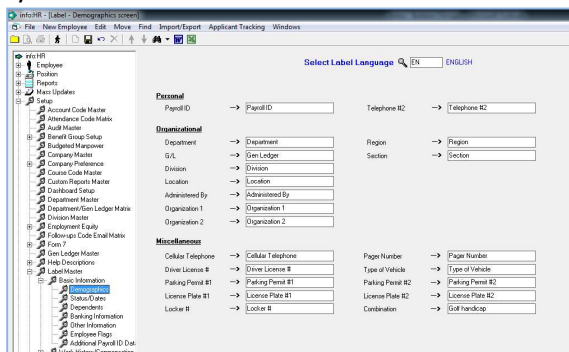 info:HR - [Label - Demographics screen]
File New Employee Edit Move Find Import/Export Applicant Tracking Windows
info:HR
Employee
Position
Reports
Mass Updates
Setup
Account Code Master
Attendance Code Matrix
Audit Master
Benefit Group Setup
Budgeted Manpower
Company Master
Company Preference
Course Code Master
Custom Reports Master
Dashboard Setup
Department Master
Department/Gen Ledger Matrix
Division Master
Employment Equity
Follow-ups Code Email Matrix
Form 7
Gen Ledger Master
Help Descriptions
Label Master
Basic Information
Demographics
Status/Dates
Dependents
Banking Information
Other Information
Employee Flags
Additional Payroll ID Data
Work History/Compensation
Select Label Language EN ENGLISH
Personal
Payroll ID --> Payroll ID Telephone #2 --> Telephone #2
Organizational
Department --> Department Region --> Region
G/L --> Gen Ledger Section --> Section
Division --> Division
Location --> Location
Administered By --> Administered By
Organization 1 --> Organization 1
Organization 2 --> Organization 2
Miscellaneous
Cellular Telephone --> Cellular Telephone Pager Number --> Pager Number
Driver License # --> Driver License # Type of Vehicle --> Type of Vehicle
Parking Permit #1 --> Parking Permit #1 Parking Permit #2 --> Parking Permit #2
License Plate #1 --> License Plate #1 License Plate #2 --> License Plate #2
Locker # --> Locker # Combination --> Golf handicap